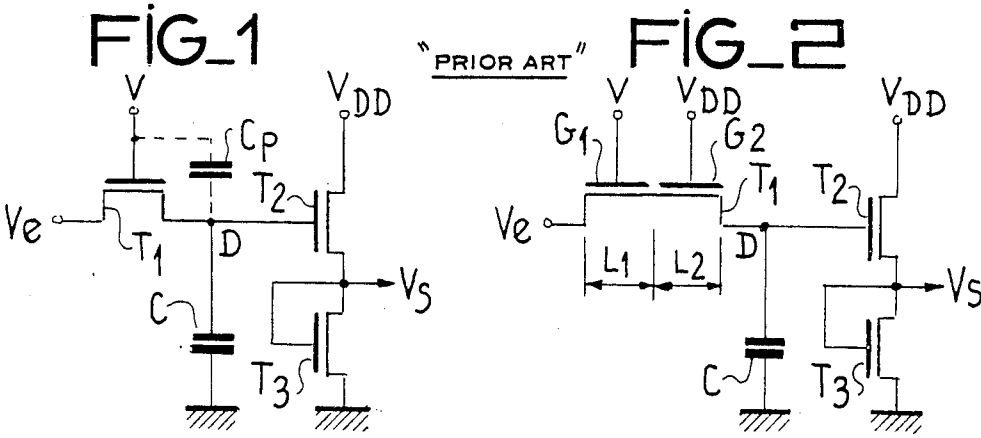 FIG_1
"PRIOR ART"
FIG_2
V
VDD
CP
T2
Ve
T1
D
VS
C
T3
V
VDD
VDD
G1
G2
T1
T2
Ve
D
L1
L2
VS
C
T3